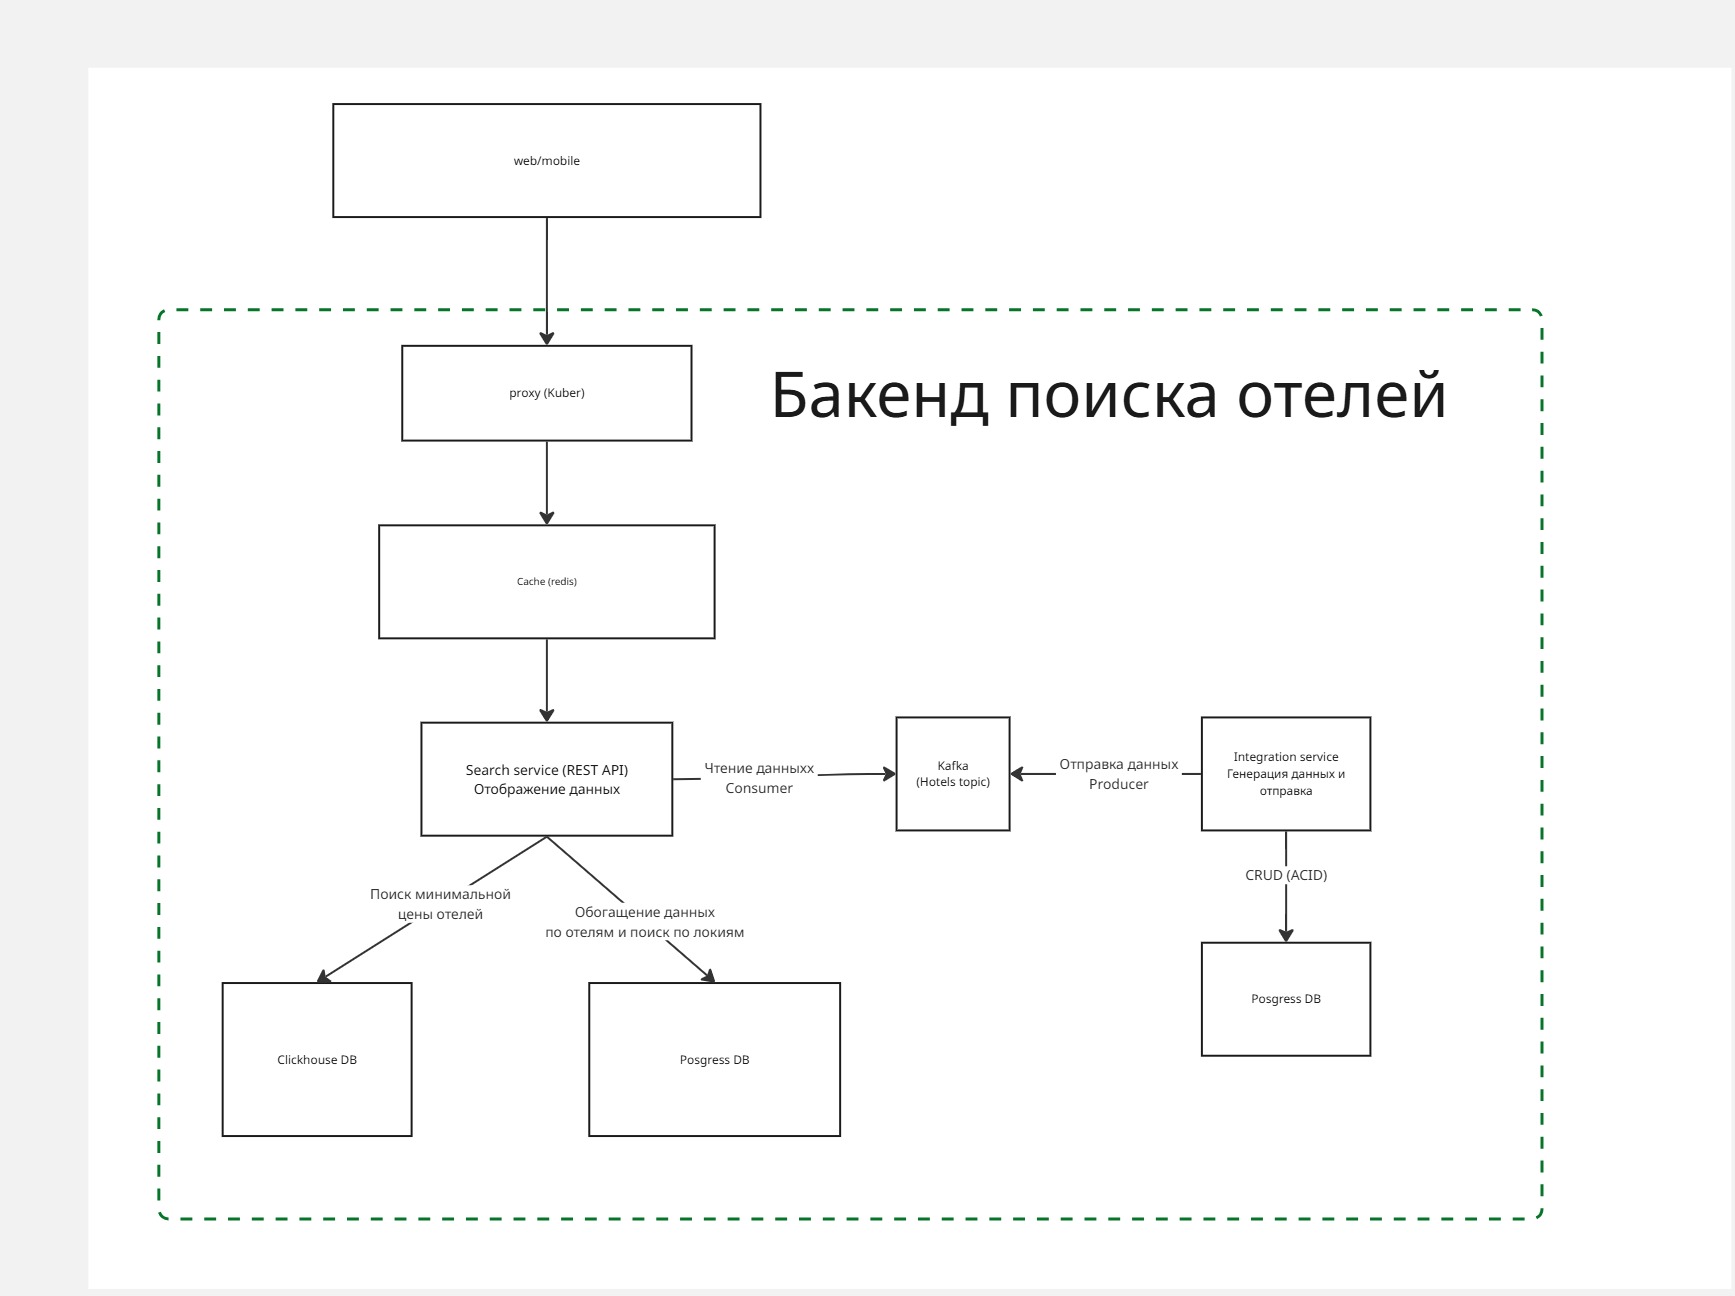 web/mobile
proxy (Kuber)
Бакенд поиска отелей
Cache (redis)
Search service (REST API)
Отображение данных
Чтение данныхх
Consumer
Kafka
(Hotels topic)
Отправка данных
Producer
Integration service
Генерация данных и
отправка
CRUD (ACID)
Поиск минимальной
цены отелей
Обогащение данных
по отелям и поиск по локиям
Clickhouse DB
Posgress DB
Posgress DB